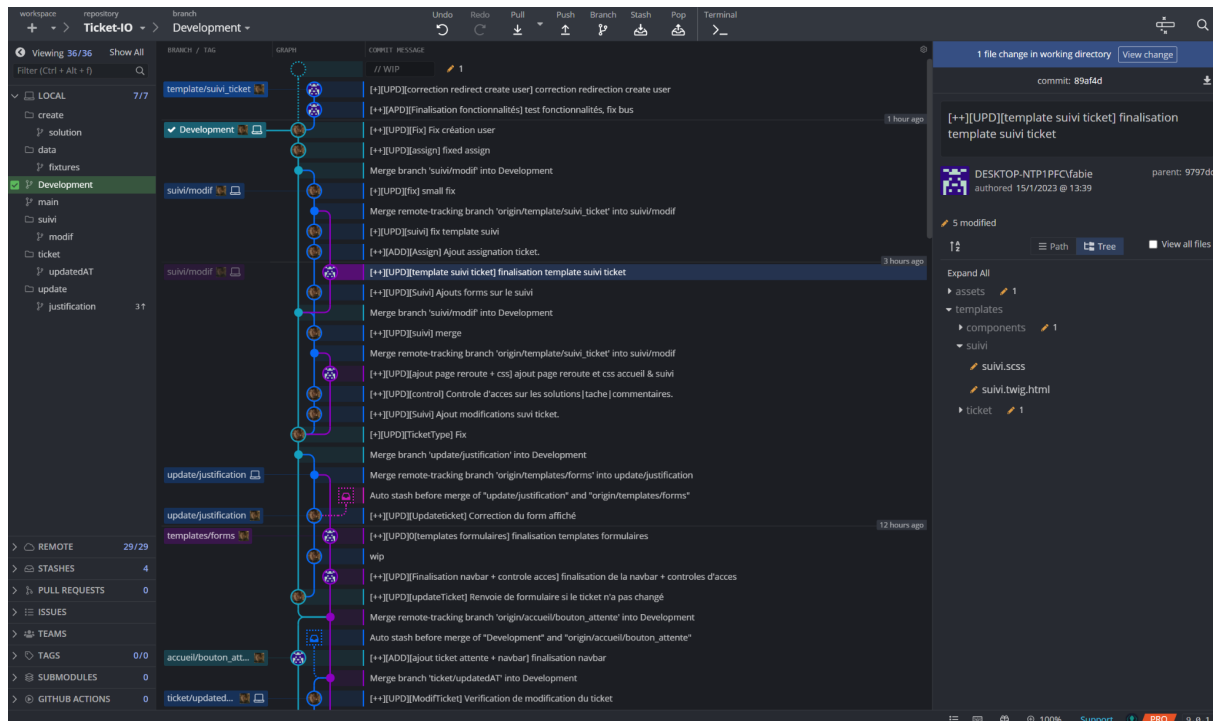 workspace repository branch Undo Redo Pull Push Branch Stash Pop Terminal
Ticket-IO Development
Viewing 36/36 Show All
Filter (Ctrl + Alt + f)
LOCAL 7/7
create
solution
data
fixtures
Development
main
suivi
modif
ticket
updatedAT
update
justification 3↑
REMOTE 29/29
STASHES 4
PULL REQUESTS 0
ISSUES
TEAMS
TAGS 0/0
SUBMODULES 0
GITHUB ACTIONS 0
BRANCH / TAG GRAPH COMMIT MESSAGE
// WIP 1
template/suivi_ticket [+][UPD][correction redirect create user] correction redirection create user
[++][APD][Finalisation fonctionnalités] test fonctionnalités, fix bus
1 hour ago
Development [++][UPD][Fix] Fix création user
[++][UPD][assign] fixed assign
Merge branch 'suivi/modif' into Development
suivi/modif [+][UPD][fix] small fix
Merge remote-tracking branch 'origin/template/suivi_ticket' into suivi/modif
[+][UPD][suivi] fix template suivi
[++][ADD][Assign] Ajout assignation ticket.
3 hours ago
suivi/modif [++][UPD][template suivi ticket] finalisation template suivi ticket
[++][UPD][Suivi] Ajouts forms sur le suivi
Merge branch 'suivi/modif' into Development
[++][UPD][suivi] merge
Merge remote-tracking branch 'origin/template/suivi_ticket' into suivi/modif
[++][UPD][ajout page reroute + css] ajout page reroute et css accueil & suivi
[++][UPD][control] Controle d'acces sur les solutions|tache|commentaires.
[++][UPD][Suivi] Ajout modifications suvi ticket.
[+][UPD][TicketType] Fix
Merge branch 'update/justification' into Development
update/justification Merge remote-tracking branch 'origin/templates/forms' into update/justification
Auto stash before merge of "update/justification" and "origin/templates/forms"
update/justification [++][UPD][Updateticket] Correction du form affiché
12 hours ago
templates/forms [++][UPD]0[templates formulaires] finalisation templates formulaires
wip
[++][UPD][Finalisation navbar + controle acces] finalisation de la navbar + controles d'acces
[++][UPD][updateTicket] Renvoie de formulaire si le ticket n'a pas changé
Merge remote-tracking branch 'origin/accueil/bouton_attente' into Development
Auto stash before merge of "Development" and "origin/accueil/bouton_attente"
accueil/bouton_att... [++][ADD][ajout ticket attente + navbar] finalisation navbar
Merge branch 'ticket/updatedAT' into Development
ticket/updated... [++][UPD][ModifTicket] Verification de modification du ticket
1 file change in working directory View change
commit: 89af4d
[++][UPD][template suivi ticket] finalisation
template suivi ticket
DESKTOP-NTP1PFC\fabie parent: 9797dc
authored 15/1/2023 @ 13:39
5 modified
Path Tree View all files
Expand All
assets 1
templates
components 1
suivi
suivi.scss
suivi.twig.html
ticket 1
100% Support PRO 9.0.1